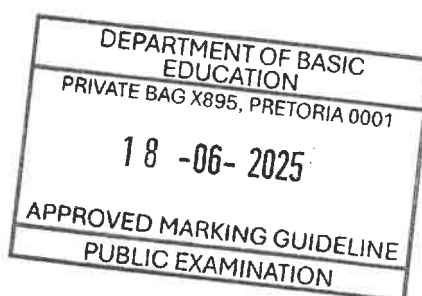 DEPARTMENT OF BASIC
EDUCATION
PRIVATE BAG X895, PRETORIA 0001
18 -06- 2025
APPROVED MARKING GUIDELINE
PUBLIC EXAMINATION